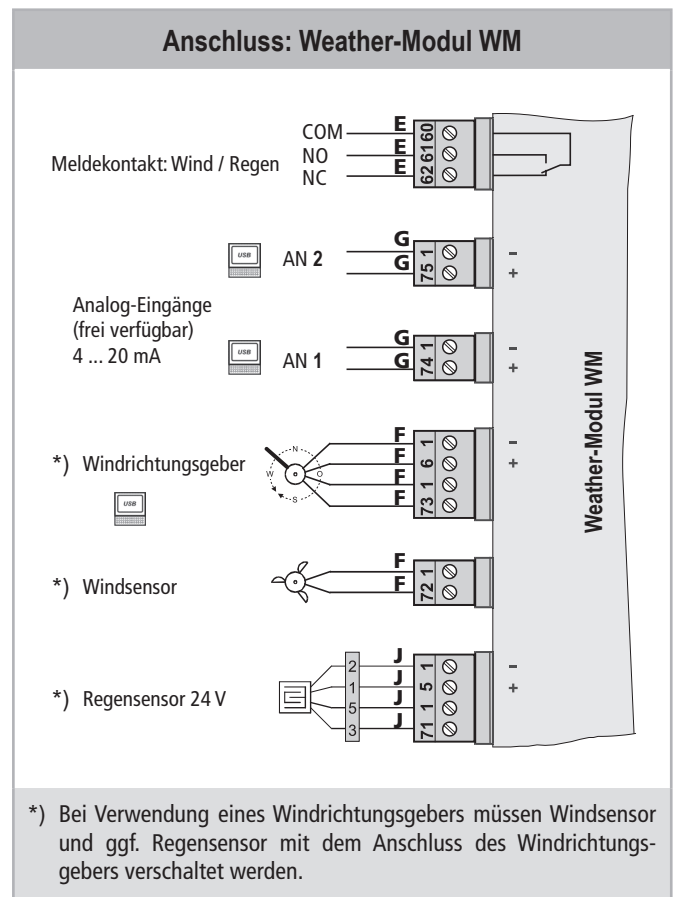 Anschluss: Weather-Modul WM
COM E 60
Meldekontakt: Wind / Regen NO E 61
NC E 62
USB AN 2 G 1 –
G 75 +
Analog-Eingänge
(frei verfügbar)
4 ... 20 mA
USB AN 1 G 1 –
G 74 +
Weather-Modul WM
*) Windrichtungsgeber
USB
N
W O
S
F 1 –
F 6 +
F 1
F 73
*) Windsensor
F 1
F 72
*) Regensensor 24 V
2 J 1 –
1 J 5 +
5 J 1
3 J 71
*) Bei Verwendung eines Windrichtungsgebers müssen Windsensor
und ggf. Regensensor mit dem Anschluss des Windrichtungs-
gebers verschaltet werden.